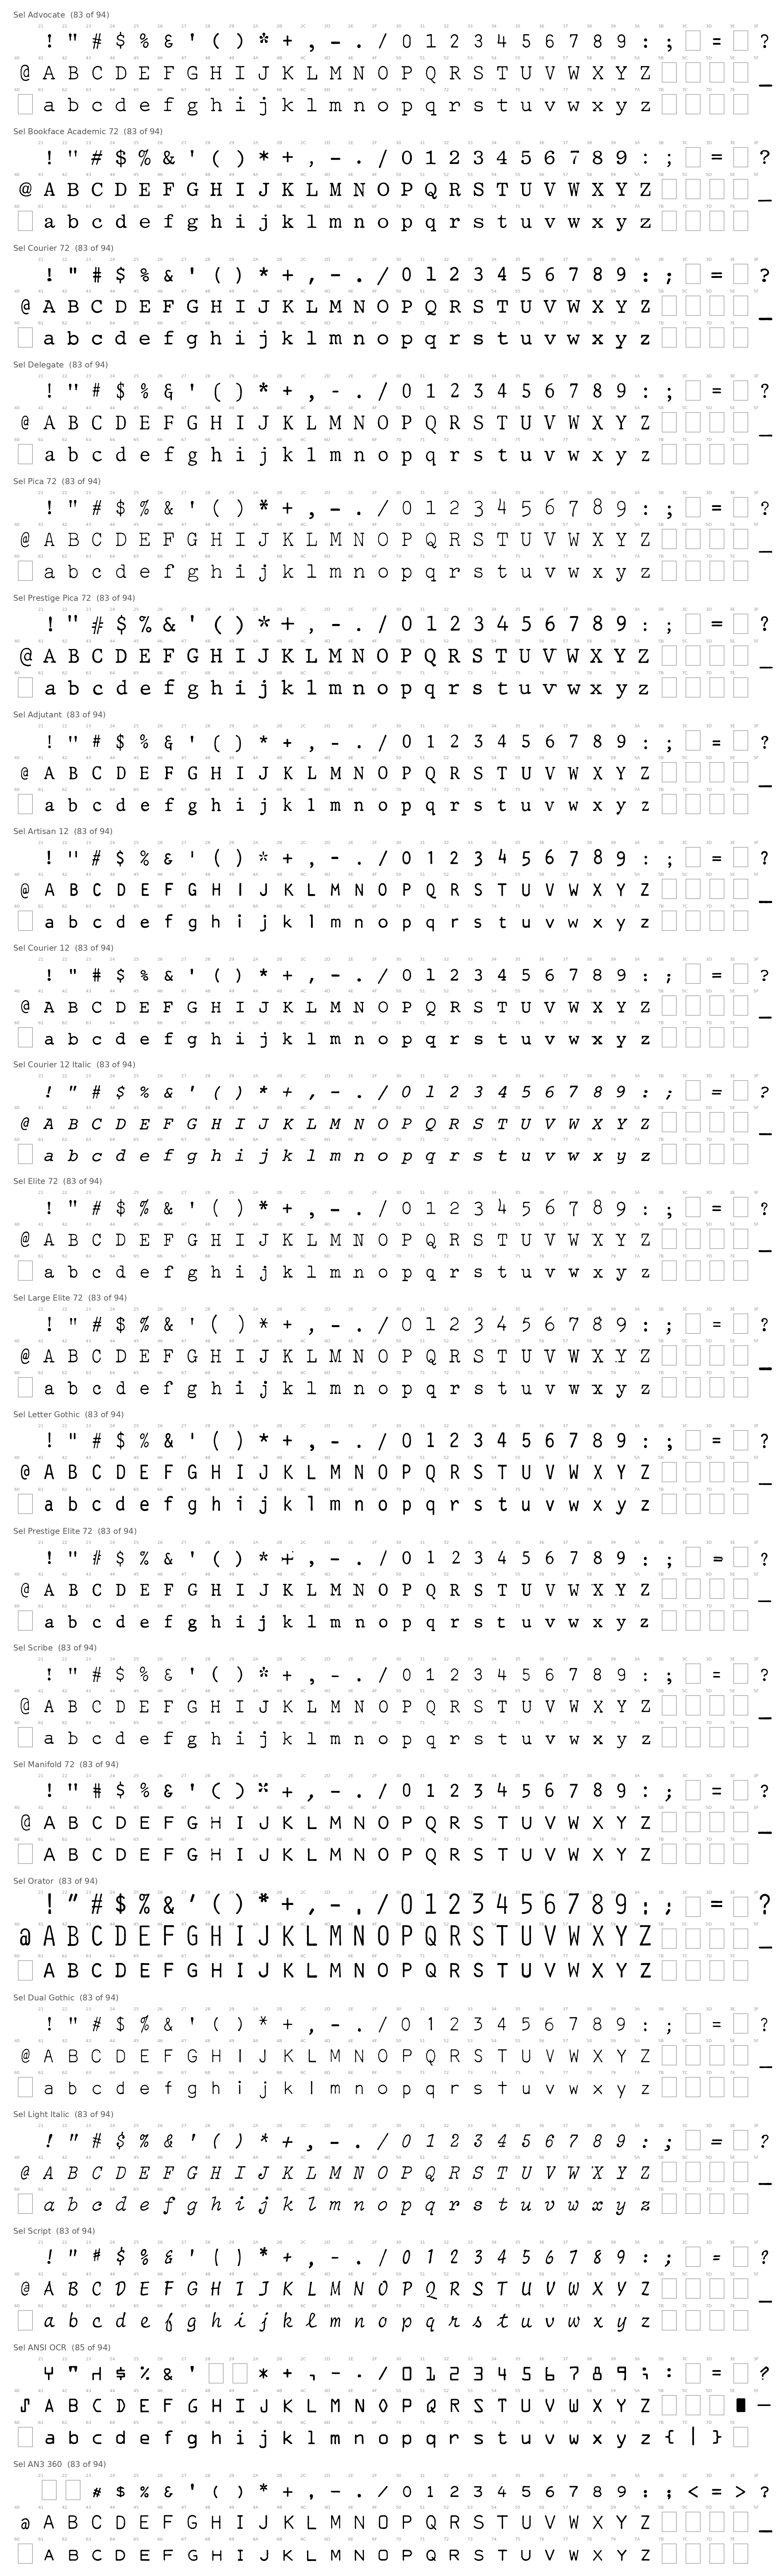 Sel Advocate (83 of 94)
! " # $ % & ' ( ) * + , - . / 0 1 2 3 4 5 6 7 8 9 : ; = ?
@ A B C D E F G H I J K L M N O P Q R S T U V W X Y Z _
a b c d e f g h i j k l m n o p q r s t u v w x y z
Sel Bookface Academic 72 (83 of 94)
! " # $ % & ' ( ) * + , - . / 0 1 2 3 4 5 6 7 8 9 : ; = ?
@ A B C D E F G H I J K L M N O P Q R S T U V W X Y Z _
a b c d e f g h i j k l m n o p q r s t u v w x y z
Sel Courier 72 (83 of 94)
! " # $ % & ' ( ) * + , - . / 0 1 2 3 4 5 6 7 8 9 : ; = ?
@ A B C D E F G H I J K L M N O P Q R S T U V W X Y Z _
a b c d e f g h i j k l m n o p q r s t u v w x y z
Sel Delegate (83 of 94)
! " # $ % & ' ( ) * + , - . / 0 1 2 3 4 5 6 7 8 9 : ; = ?
@ A B C D E F G H I J K L M N O P Q R S T U V W X Y Z _
a b c d e f g h i j k l m n o p q r s t u v w x y z
Sel Pica 72 (83 of 94)
! " # $ % & ' ( ) * + , - . / 0 1 2 3 4 5 6 7 8 9 : ; = ?
@ A B C D E F G H I J K L M N O P Q R S T U V W X Y Z _
a b c d e f g h i j k l m n o p q r s t u v w x y z
Sel Prestige Pica 72 (83 of 94)
! " # $ % & ' ( ) * + , - . / 0 1 2 3 4 5 6 7 8 9 : ; = ?
@ A B C D E F G H I J K L M N O P Q R S T U V W X Y Z _
a b c d e f g h i j k l m n o p q r s t u v w x y z
Sel Adjutant (83 of 94)
! " # $ % & ' ( ) * + , - . / 0 1 2 3 4 5 6 7 8 9 : ; = ?
@ A B C D E F G H I J K L M N O P Q R S T U V W X Y Z _
a b c d e f g h i j k l m n o p q r s t u v w x y z
Sel Artisan 12 (83 of 94)
! " # $ % & ' ( ) * + , - . / 0 1 2 3 4 5 6 7 8 9 : ; = ?
@ A B C D E F G H I J K L M N O P Q R S T U V W X Y Z _
a b c d e f g h i j k l m n o p q r s t u v w x y z
Sel Courier 12 (83 of 94)
! " # $ % & ' ( ) * + , - . / 0 1 2 3 4 5 6 7 8 9 : ; = ?
@ A B C D E F G H I J K L M N O P Q R S T U V W X Y Z _
a b c d e f g h i j k l m n o p q r s t u v w x y z
Sel Courier 12 Italic (83 of 94)
! " # $ % & ' ( ) * + , - . / 0 1 2 3 4 5 6 7 8 9 : ; = ?
@ A B C D E F G H I J K L M N O P Q R S T U V W X Y Z _
a b c d e f g h i j k l m n o p q r s t u v w x y z
Sel Elite 72 (83 of 94)
! " # $ % & ' ( ) * + , - . / 0 1 2 3 4 5 6 7 8 9 : ; = ?
@ A B C D E F G H I J K L M N O P Q R S T U V W X Y Z _
a b c d e f g h i j k l m n o p q r s t u v w x y z
Sel Large Elite 72 (83 of 94)
! " # $ % & ' ( ) * + , - . / 0 1 2 3 4 5 6 7 8 9 : ; = ?
@ A B C D E F G H I J K L M N O P Q R S T U V W X Y Z _
a b c d e f g h i j k l m n o p q r s t u v w x y z
Sel Letter Gothic (83 of 94)
! " # $ % & ' ( ) * + , - . / 0 1 2 3 4 5 6 7 8 9 : ; = ?
@ A B C D E F G H I J K L M N O P Q R S T U V W X Y Z _
a b c d e f g h i j k l m n o p q r s t u v w x y z
Sel Prestige Elite 72 (83 of 94)
! " # $ % & ' ( ) * + , - . / 0 1 2 3 4 5 6 7 8 9 : ; = ?
@ A B C D E F G H I J K L M N O P Q R S T U V W X Y Z _
a b c d e f g h i j k l m n o p q r s t u v w x y z
Sel Scribe (83 of 94)
! " # $ % & ' ( ) * + , - . / 0 1 2 3 4 5 6 7 8 9 : ; = ?
@ A B C D E F G H I J K L M N O P Q R S T U V W X Y Z _
a b c d e f g h i j k l m n o p q r s t u v w x y z
Sel Manifold 72 (83 of 94)
! " # $ % & ' ( ) * + , - . / 0 1 2 3 4 5 6 7 8 9 : ; = ?
@ A B C D E F G H I J K L M N O P Q R S T U V W X Y Z _
A B C D E F G H I J K L M N O P Q R S T U V W X Y Z
Sel Orator (83 of 94)
! " # $ % & ' ( ) * + , - . / 0 1 2 3 4 5 6 7 8 9 : ; = ?
@ A B C D E F G H I J K L M N O P Q R S T U V W X Y Z _
A B C D E F G H I J K L M N O P Q R S T U V W X Y Z
Sel Dual Gothic (83 of 94)
! " # $ % & ' ( ) * + , - . / 0 1 2 3 4 5 6 7 8 9 : ; = ?
@ A B C D E F G H I J K L M N O P Q R S T U V W X Y Z _
a b c d e f g h i j k l m n o p q r s t u v w x y z
Sel Light Italic (83 of 94)
! " # $ % & ' ( ) * + , - . / 0 1 2 3 4 5 6 7 8 9 : ; = ?
@ A B C D E F G H I J K L M N O P Q R S T U V W X Y Z _
a b c d e f g h i j k l m n o p q r s t u v w x y z
Sel Script (83 of 94)
! " # $ % & ' ( ) * + , - . / 0 1 2 3 4 5 6 7 8 9 : ; = ?
@ A B C D E F G H I J K L M N O P Q R S T U V W X Y Z _
a b c d e f g h i j k l m n o p q r s t u v w x y z
Sel ANSI OCR (85 of 94)
⑂ " ⑁ $ % & ' * + , - . / 0 1 2 3 4 5 6 7 8 9 ; : = ?
⑀ A B C D E F G H I J K L M N O P Q R S T U V W X Y Z ■ —
a b c d e f g h i j k l m n o p q r s t u v w x y z { | }
Sel AN3 360 (83 of 94)
# $ % & ' ( ) * + , - . / 0 1 2 3 4 5 6 7 8 9 : ; < = > ?
@ A B C D E F G H I J K L M N O P Q R S T U V W X Y Z _
A B C D E F G H I J K L M N O P Q R S T U V W X Y Z